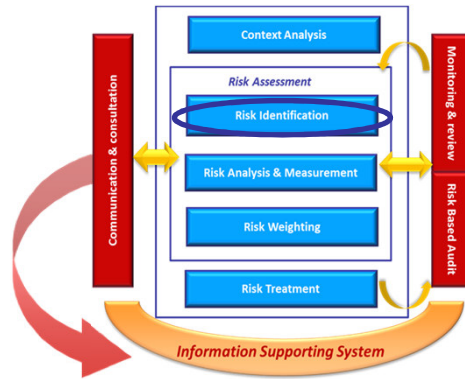 Context Analysis
Risk Assessment
Risk Identification
Risk Analysis & Measurement
Risk Weighting
Risk Treatment
Communication & consultation
Monitoring & review
Risk Based Audit
Information Supporting System